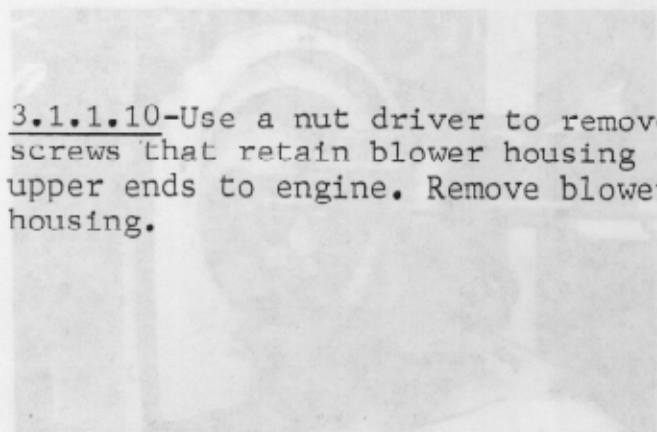 3.1.1.10-Use a nut driver to remov
screws that retain blower housing
upper ends to engine. Remove blowe
housing.